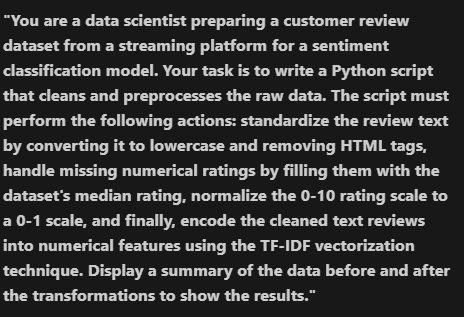 "You are a data scientist preparing a customer review
dataset from a streaming platform for a sentiment
classification model. Your task is to write a Python script
that cleans and preprocesses the raw data. The script must
perform the following actions: standardize the review text
by converting it to lowercase and removing HTML tags,
handle missing numerical ratings by filling them with the
dataset's median rating, normalize the 0-10 rating scale to
a 0-1 scale, and finally, encode the cleaned text reviews
into numerical features using the TF-IDF vectorization
technique. Display a summary of the data before and after
the transformations to show the results."